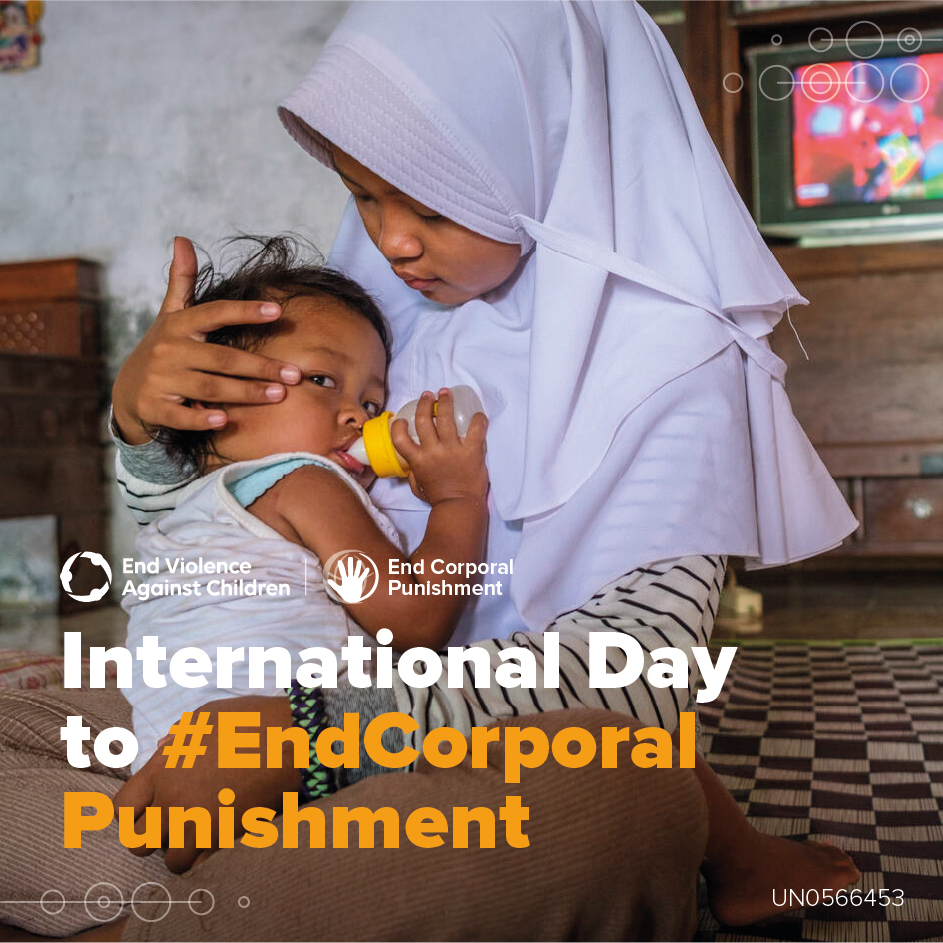 End Violence
Against Children
End Corporal
Punishment
International Day
to #EndCorporal
Punishment
UN0566453